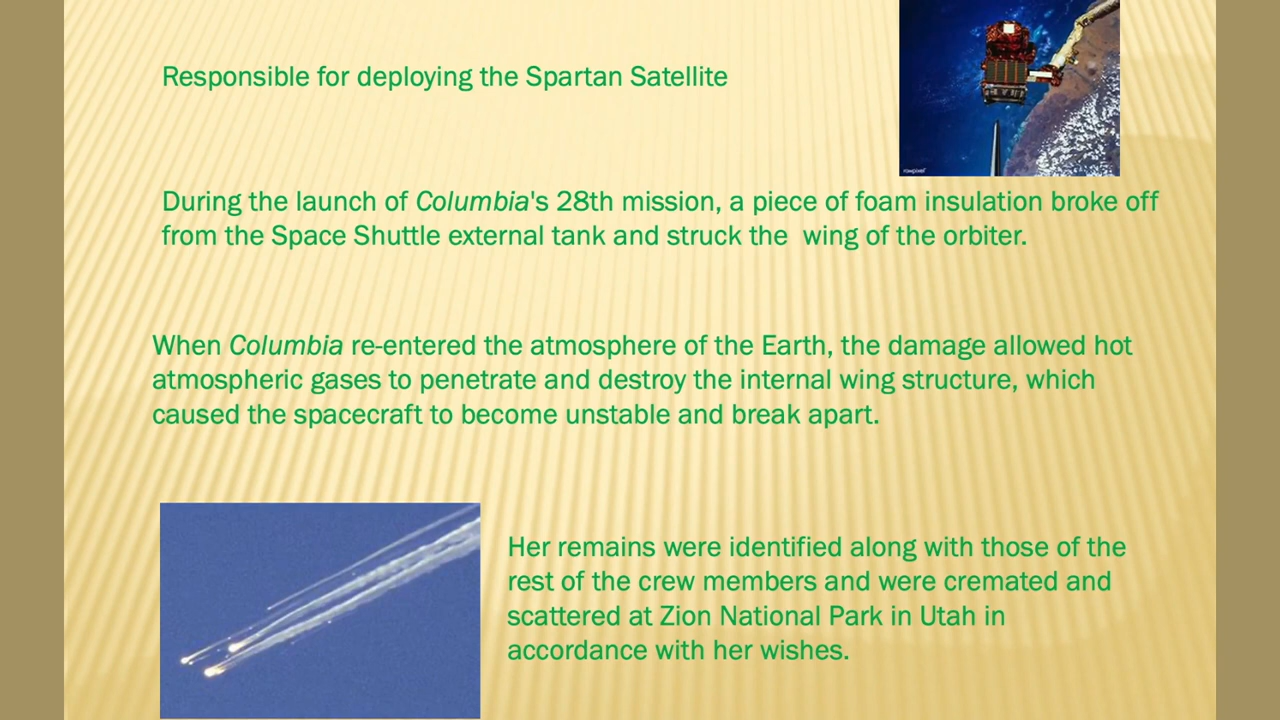 Responsible for deploying the Spartan Satellite
During the launch of Columbia's 28th mission, a piece of foam insulation broke off
from the Space Shuttle external tank and struck the  wing of the orbiter.
When Columbia re-entered the atmosphere of the Earth, the damage allowed hot
atmospheric gases to penetrate and destroy the internal wing structure, which
caused the spacecraft to become unstable and break apart.
Her remains were identified along with those of the
rest of the crew members and were cremated and
scattered at Zion National Park in Utah in
accordance with her wishes.